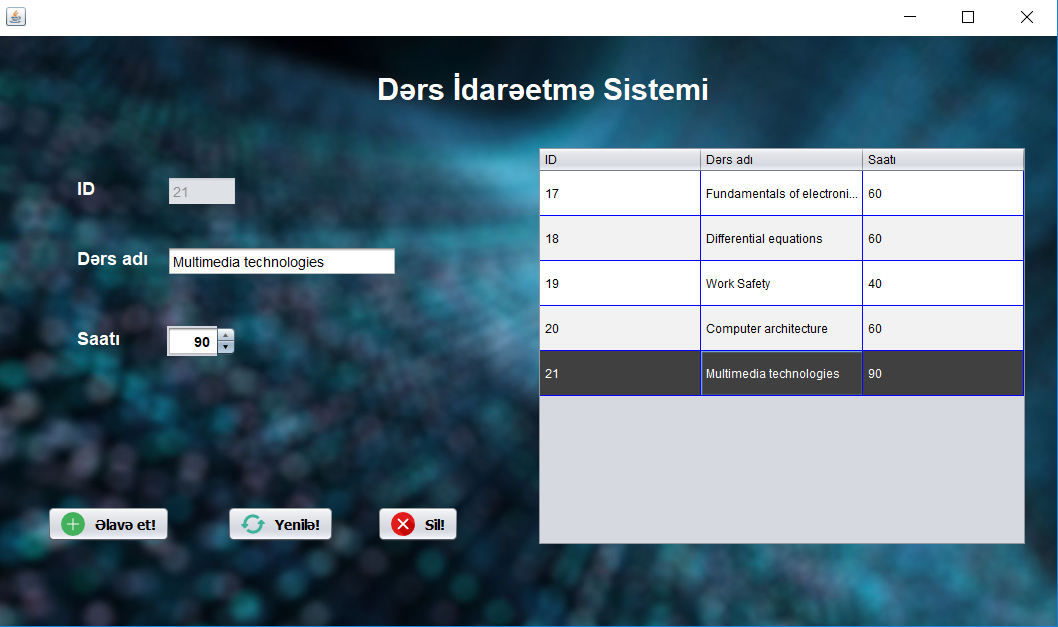 Dərs İdarəetmə Sistemi
ID
21
Dərs adı
Multimedia technologies
Saatı
90
Əlavə et!
Yenilə!
Sil!
ID Dərs adı Saatı
17 Fundamentals of electroni... 60
18 Differential equations 60
19 Work Safety 40
20 Computer architecture 60
21 Multimedia technologies 90